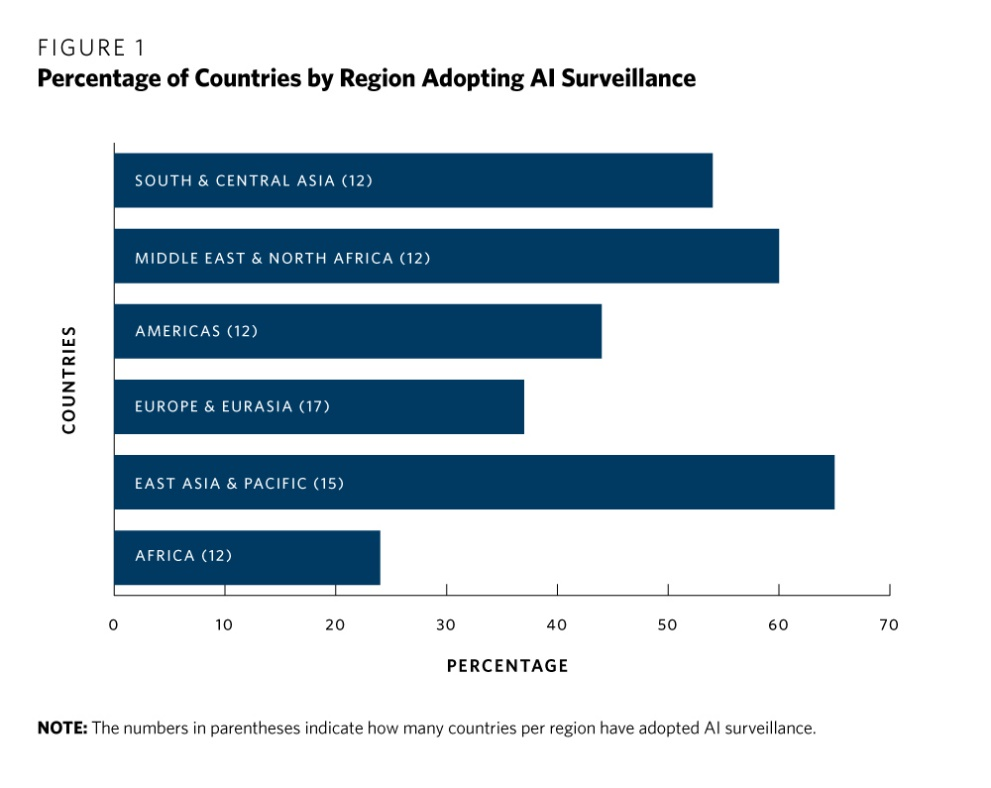 FIGURE 1
Percentage of Countries by Region Adopting AI Surveillance
SOUTH & CENTRAL ASIA (12)
MIDDLE EAST & NORTH AFRICA (12)
AMERICAS (12)
EUROPE & EURASIA (17)
EAST ASIA & PACIFIC (15)
AFRICA (12)
COUNTRIES
0 10 20 30 40 50 60 70
PERCENTAGE
NOTE: The numbers in parentheses indicate how many countries per region have adopted AI surveillance.